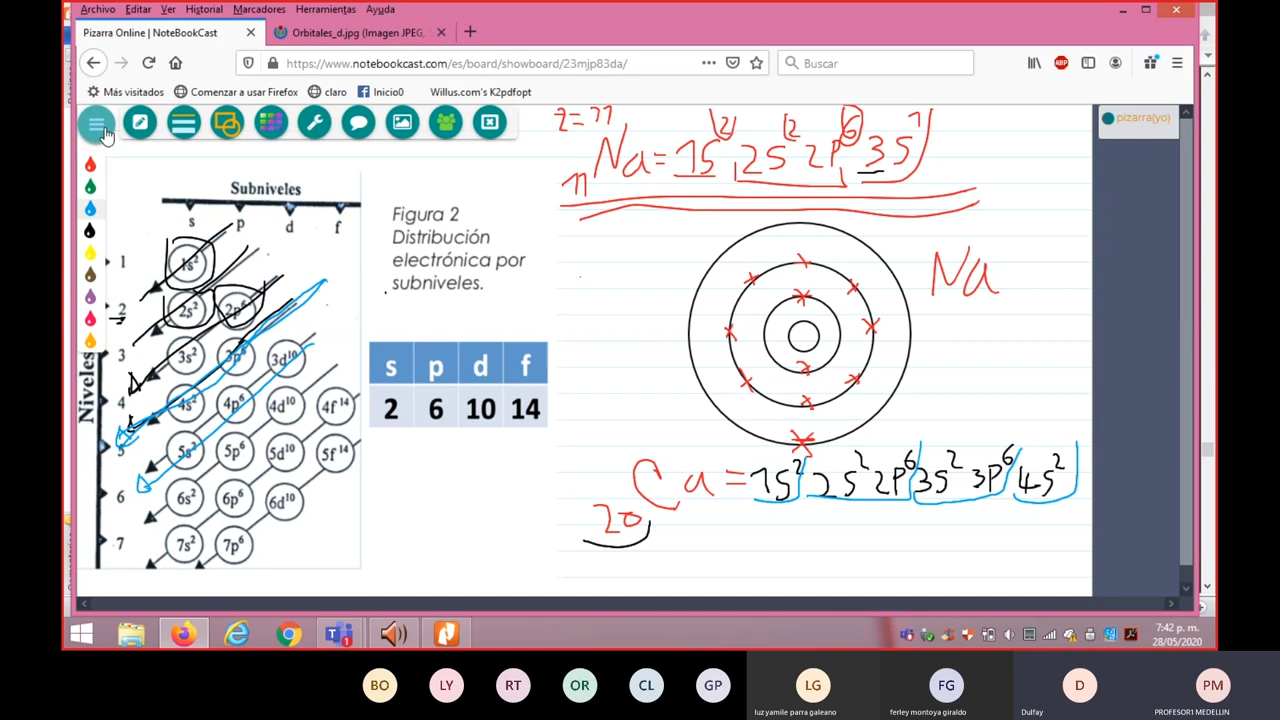 Archivo Editar Ver Historial Marcadores Herramientas Ayuda
Pizarra Online | NoteBookCast
Orbitales_d.jpg (Imagen JPEG,
https://www.notebookcast.com/es/board/showboard/23mjp83da/
Buscar
Más visitados Comenzar a usar Firefox claro Inicio0 Willus.com's K2pdfopt
pizarra(yo)
z=11
11 Na = 1s2 2s2 2p6 3s1
Subniveles
s p d f
Niveles
1 1s2
2 2s2 2p6
3 3s2 3p6 3d10
4 4s2 4p6 4d10 4f14
5 5s2 5p6 5d10 5f14
6 6s2 6p6 6d10
7 7s2 7p6
Figura 2
Distribución
electrónica por
subniveles.
s p d f
2 6 10 14
Na
20 Ca = 1s2 2s2 2p6 3s2 3p6 4s2
7:42 p. m.
28/05/2020
BO LY RT OR CL GP LG FG D PM
luz yamile parra galeano ferley montoya giraldo Dulfay PROFESOR1 MEDELLIN